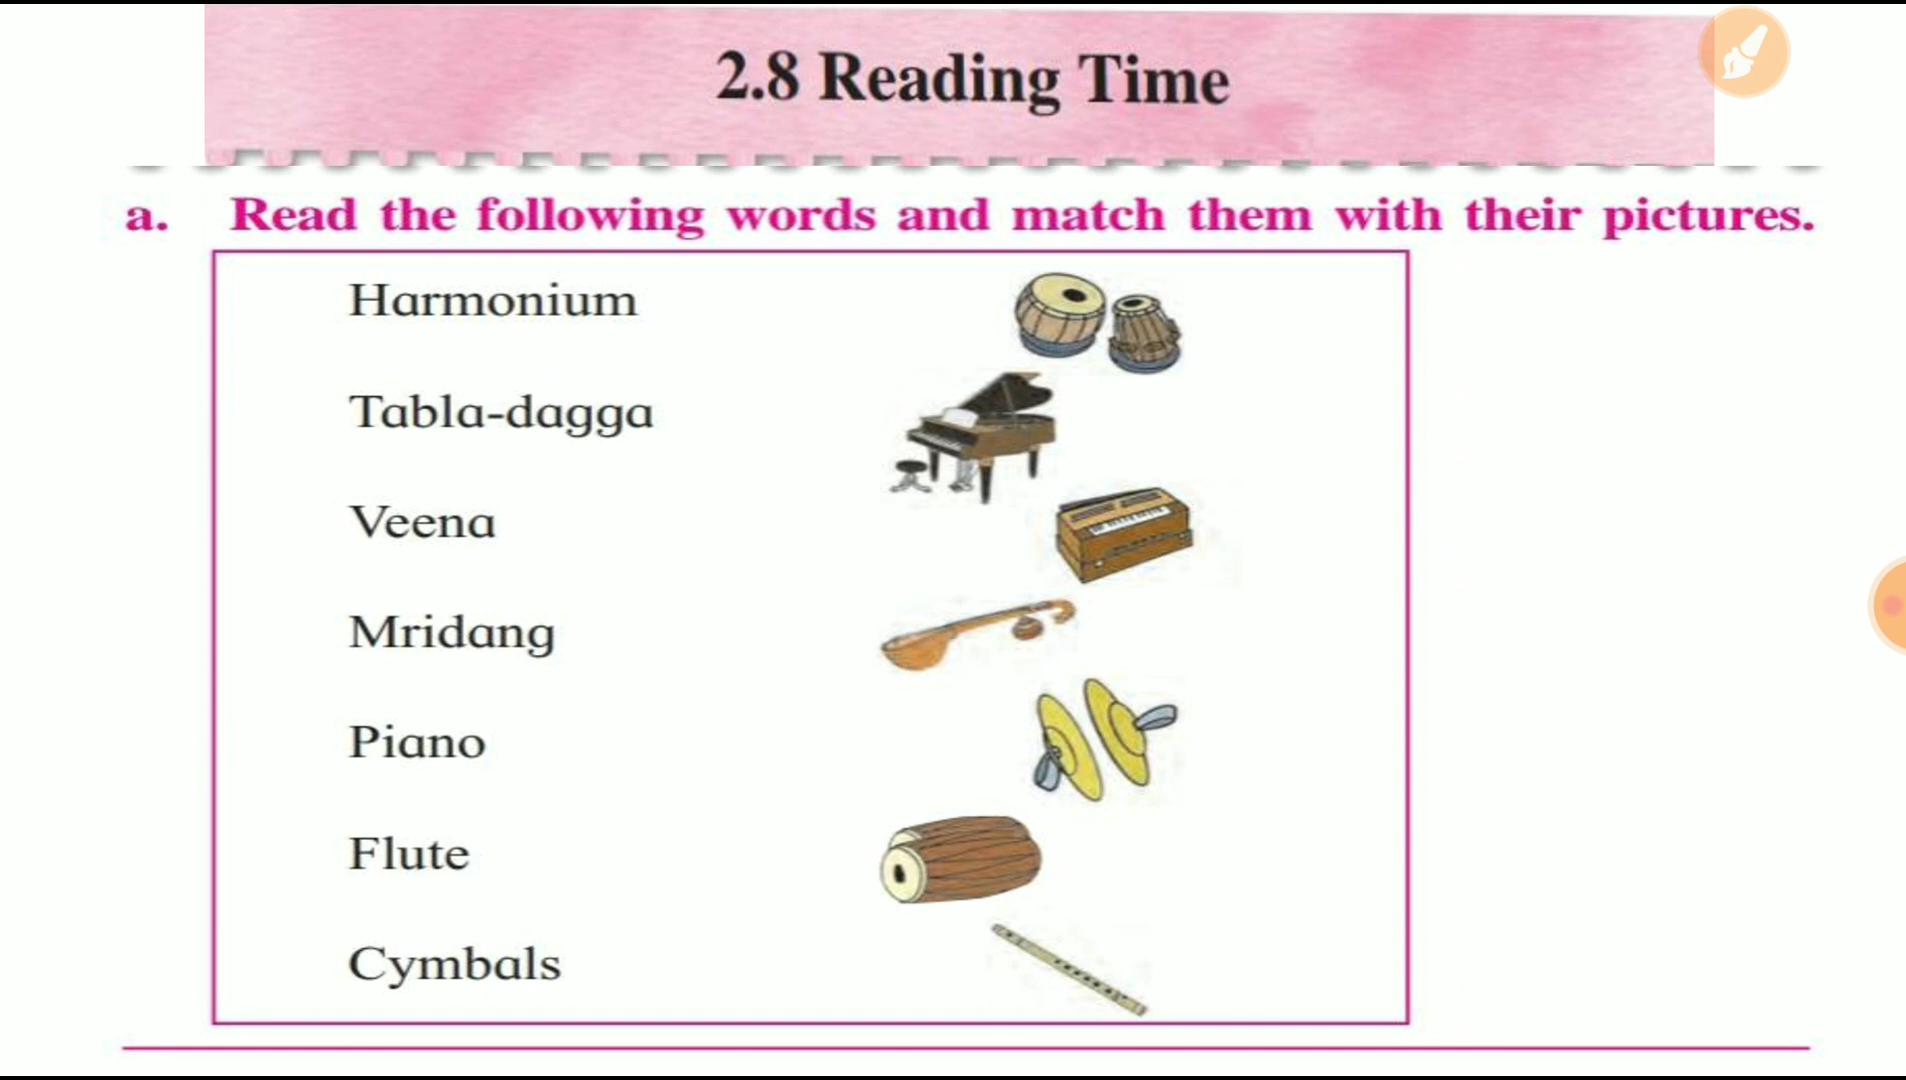 2.8 Reading Time
a. Read the following words and match them with their pictures.
Harmonium
Tabla-dagga
Veena
Mridang
Piano
Flute
Cymbals